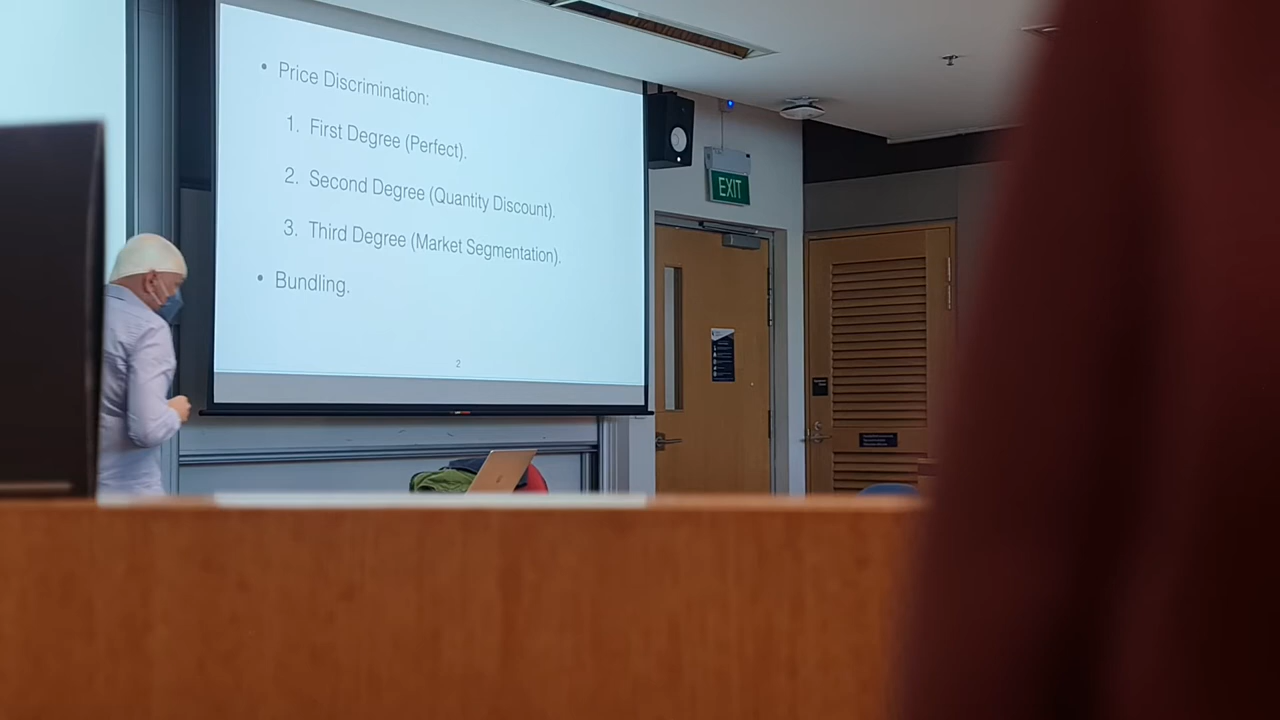 • Price Discrimination:
1. First Degree (Perfect).
2. Second Degree (Quantity Discount).
3. Third Degree (Market Segmentation).
• Bundling.
2
EXIT